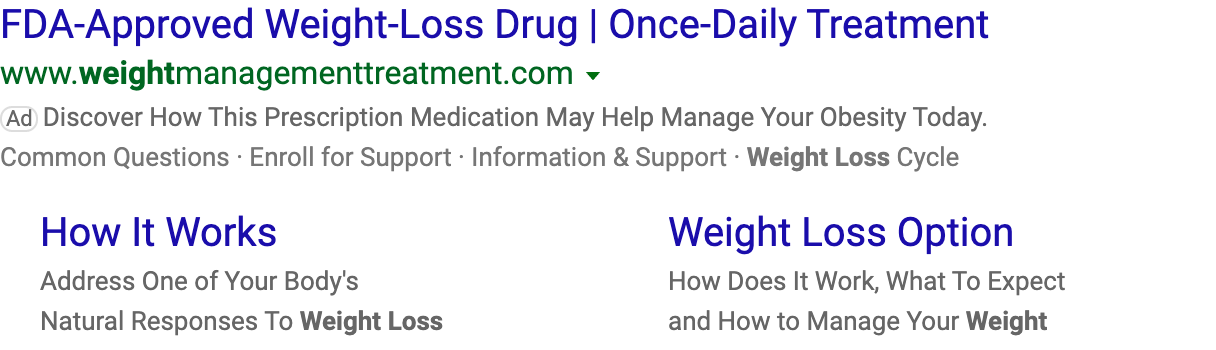 FDA-Approved Weight-Loss Drug | Once-Daily Treatment
www.weightmanagementtreatment.com
Ad Discover How This Prescription Medication May Help Manage Your Obesity Today.
Common Questions · Enroll for Support · Information & Support · Weight Loss Cycle
How It Works
Address One of Your Body's
Natural Responses To Weight Loss
Weight Loss Option
How Does It Work, What To Expect
and How to Manage Your Weight